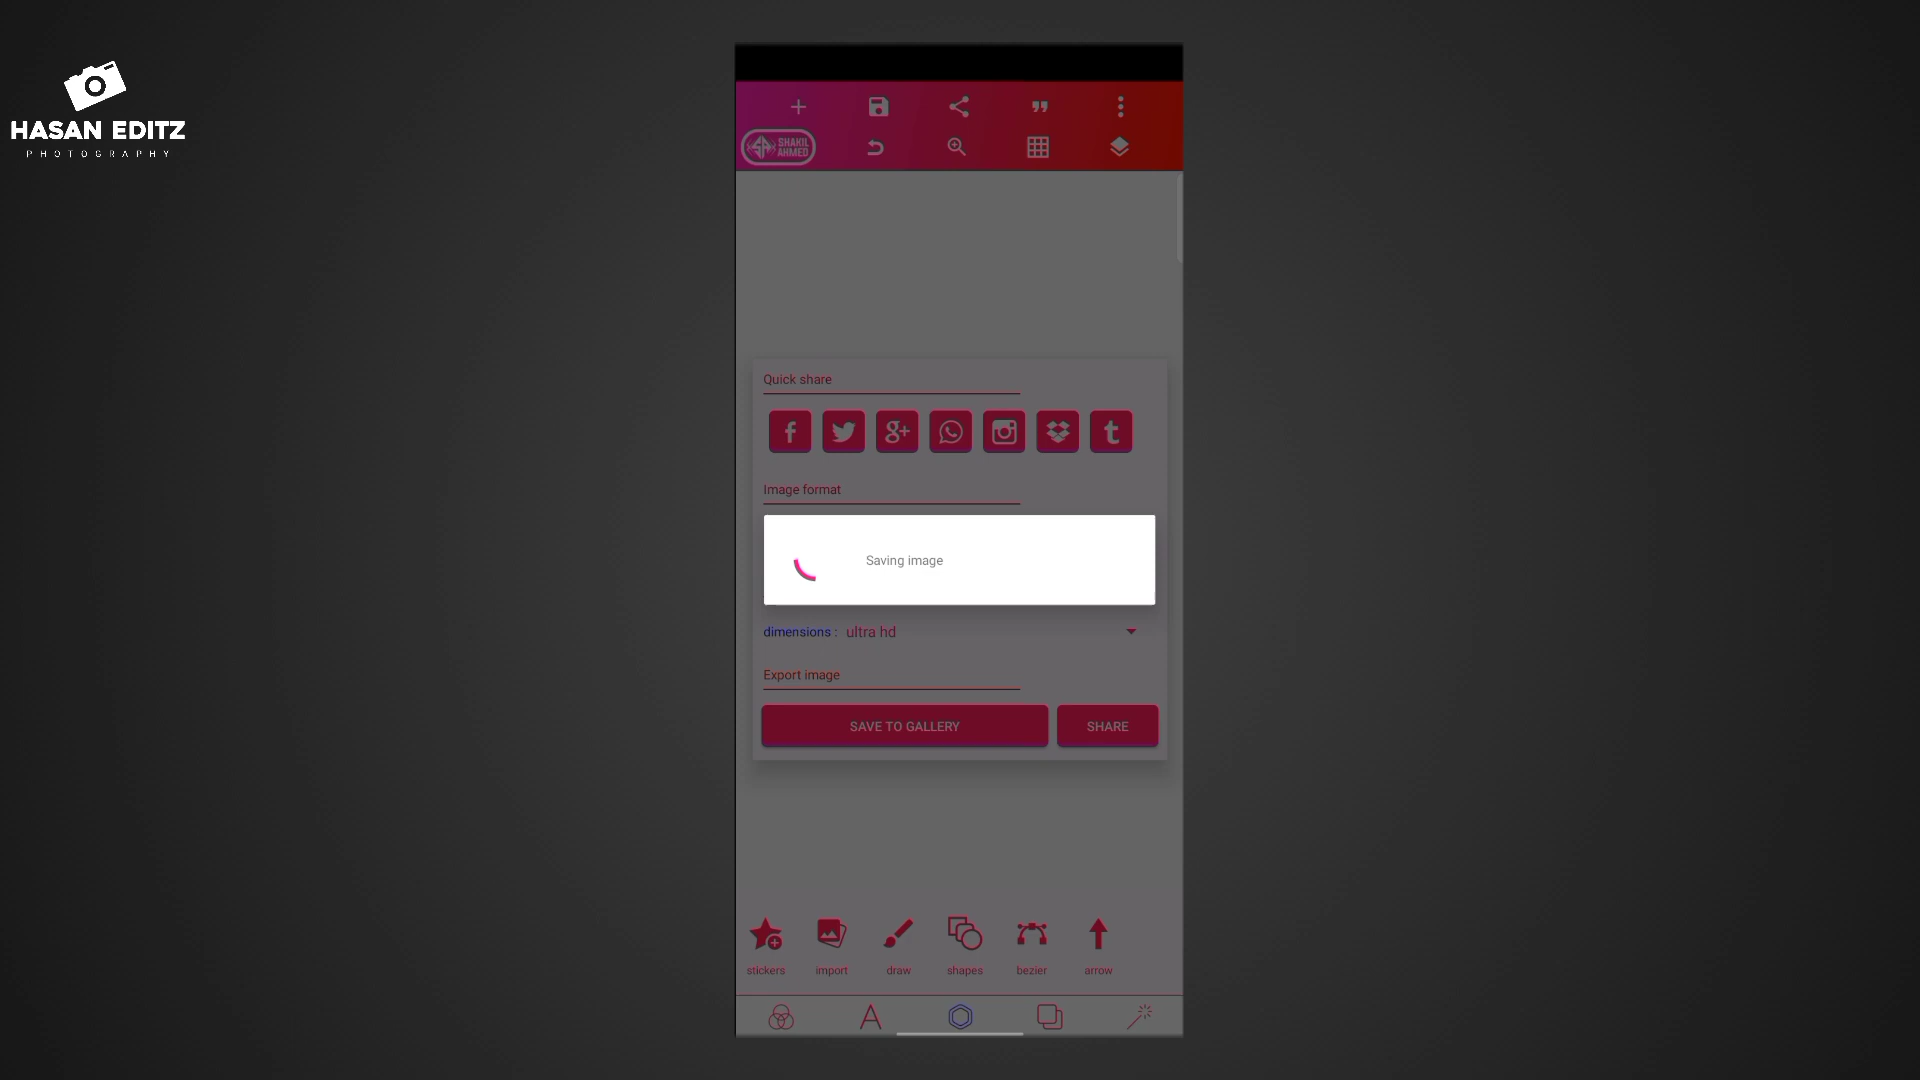 HASAN EDITZ
PHOTOGRAPHY
SHAKIL
AHMED
Quick share
Image format
Saving image
dimensions : ultra hd
Export image
SAVE TO GALLERY SHARE
stickers import draw shapes bezier arrow